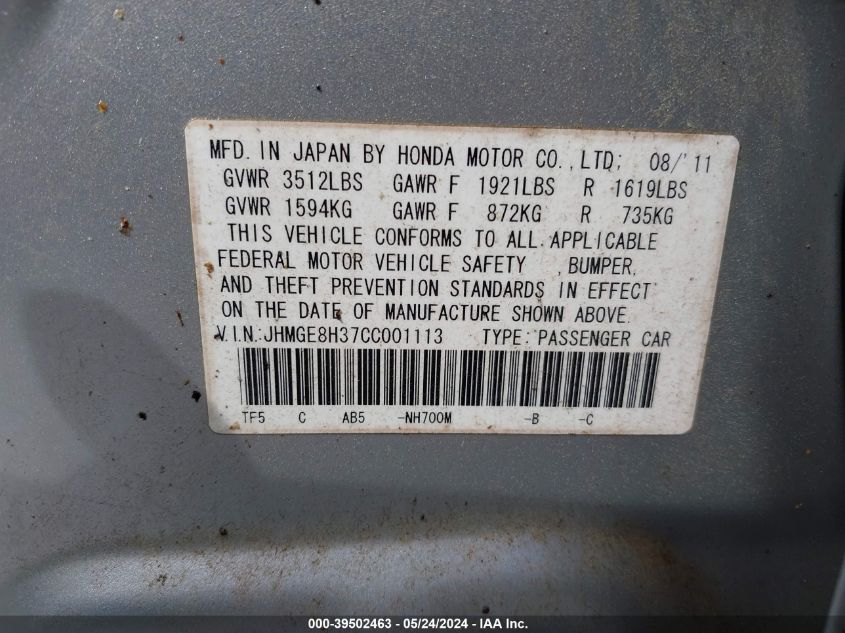 MFD. IN JAPAN BY HONDA MOTOR CO.,LTD; 08/'11
GVWR 3512LBS GAWR F 1921LBS R 1619LBS
GVWR 1594KG GAWR F 872KG R 735KG
THIS VEHICLE CONFORMS TO ALL APPLICABLE
FEDERAL MOTOR VEHICLE SAFETY ,BUMPER,
AND THEFT PREVENTION STANDARDS IN EFFECT
ON THE DATE OF MANUFACTURE SHOWN ABOVE.
V.I.N:JHMGE8H37CC001113 TYPE:PASSENGER CAR
TF5 C AB5 -NH700M -B -C
000-39502463 - 05/24/2024 - IAA Inc.